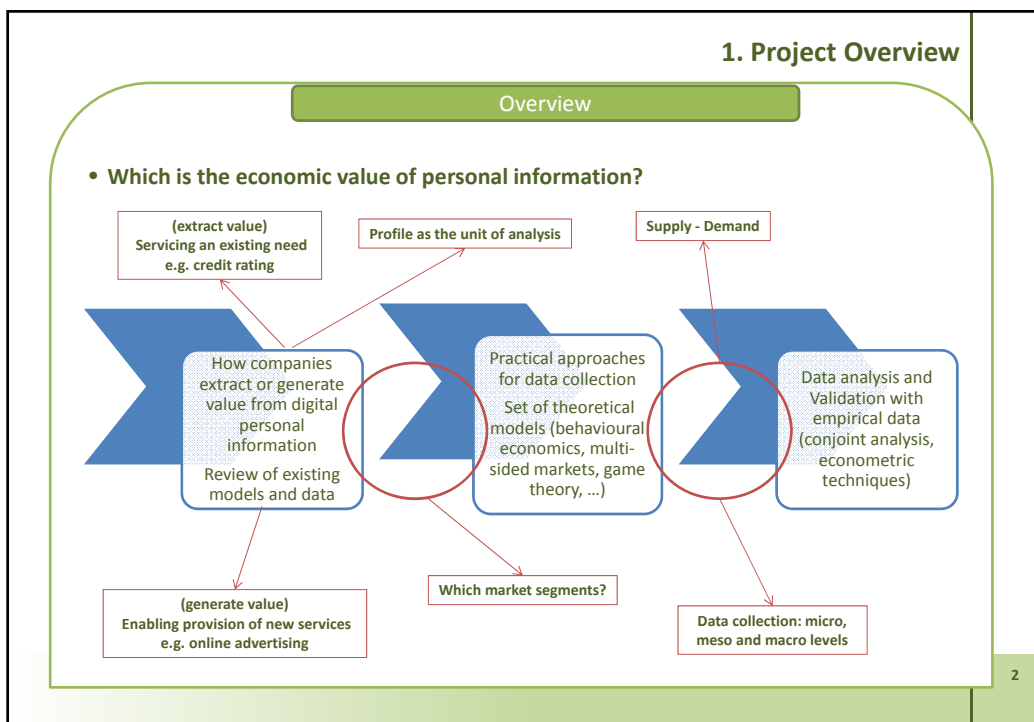 1. Project Overview
Overview
• Which is the economic value of personal information?
(extract value)
Servicing an existing need
e.g. credit rating
Profile as the unit of analysis
Supply - Demand
How companies
extract or generate
value from digital
personal
information
Review of existing
models and data
Practical approaches
for data collection
Set of theoretical
models (behavioural
economics, multi-
sided markets, game
theory, ...)
Data analysis and
Validation with
empirical data
(conjoint analysis,
econometric
techniques)
(generate value)
Enabling provision of new services
e.g. online advertising
Which market segments?
Data collection: micro,
meso and macro levels
2